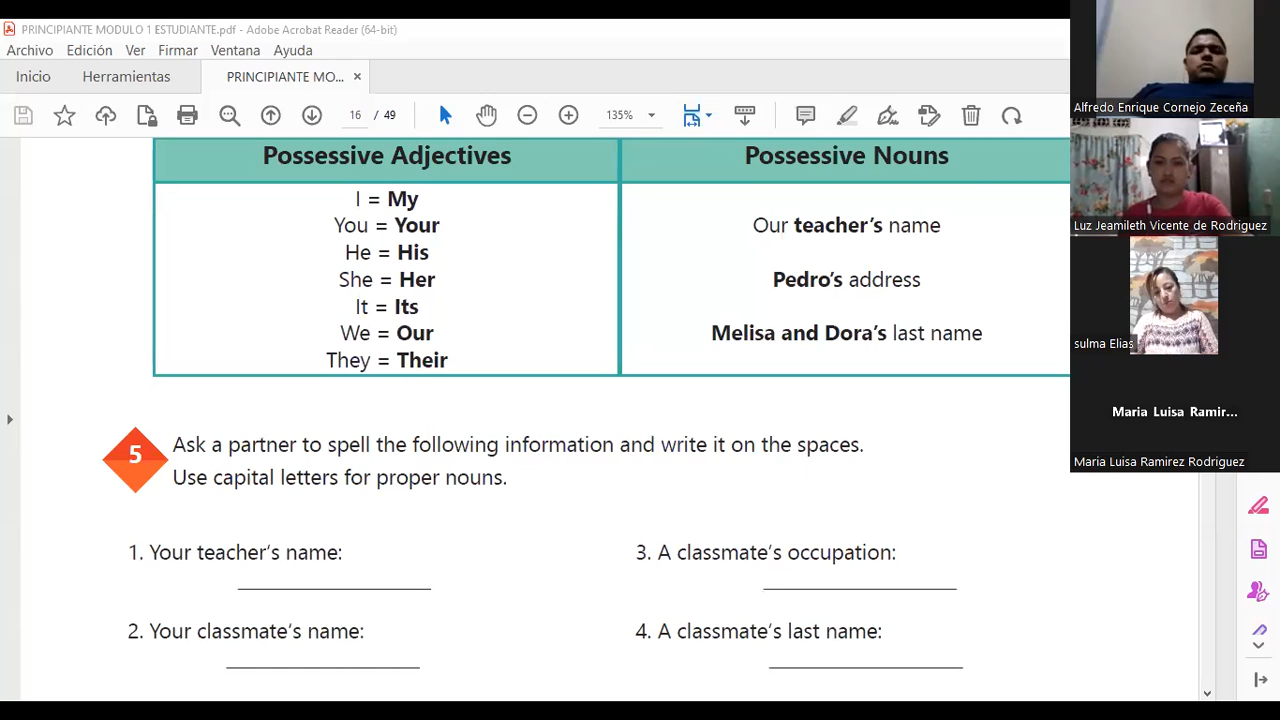 PRINCIPIANTE MODULO 1 ESTUDIANTE.pdf - Adobe Acrobat Reader (64-bit)
Archivo Edición Ver Firmar Ventana Ayuda
Inicio Herramientas PRINCIPIANTE MO... ×
16 / 49 135%
Possessive Adjectives
I = My
You = Your
He = His
She = Her
It = Its
We = Our
They = Their
Possessive Nouns
Our teacher's name
Pedro's address
Melisa and Dora's last name
5
Ask a partner to spell the following information and write it on the spaces.
Use capital letters for proper nouns.
1. Your teacher's name:
2. Your classmate's name:
3. A classmate's occupation:
4. A classmate's last name:
Alfredo Enrique Cornejo Zeceña
Luz Jeamileth Vicente de Rodriguez
sulma Elias
Maria Luisa Ramir...
Maria Luisa Ramirez Rodriguez